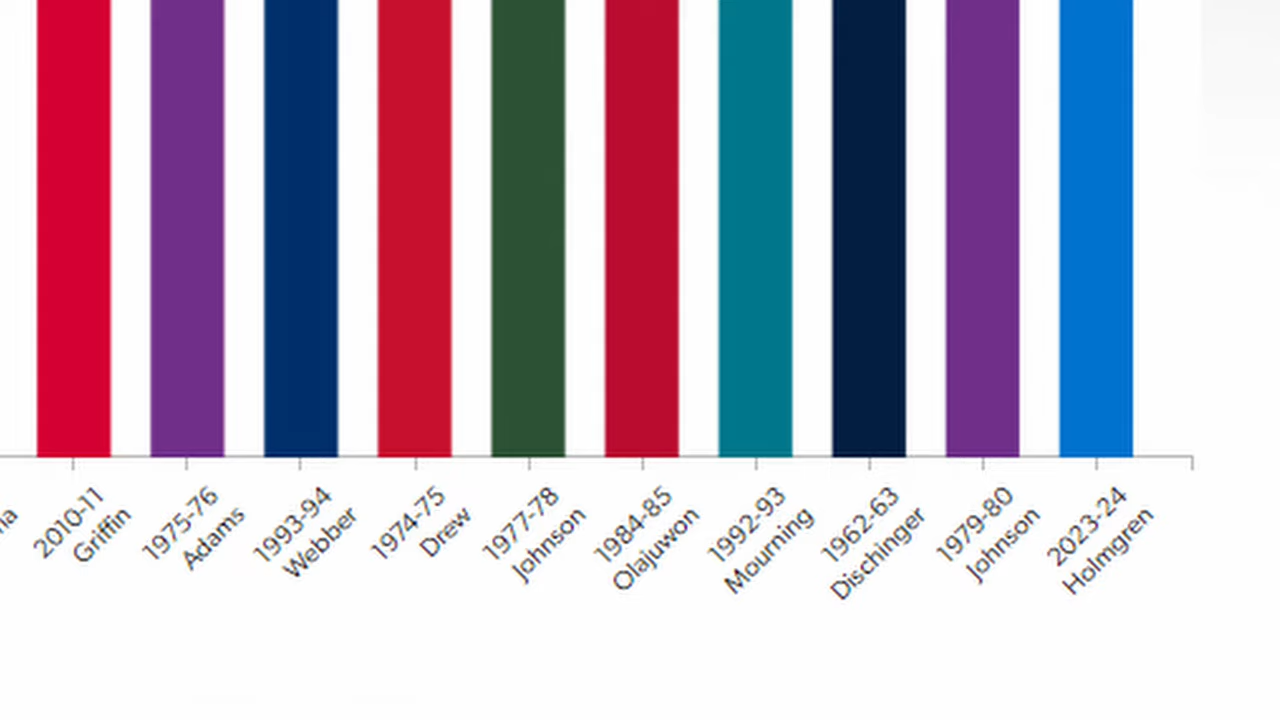 2010-11
Griffin
1975-76
Adams
1993-94
Webber
1974-75
Drew
1977-78
Johnson
1984-85
Olajuwon
1992-93
Mourning
1962-63
Dischinger
1979-80
Johnson
2023-24
Holmgren